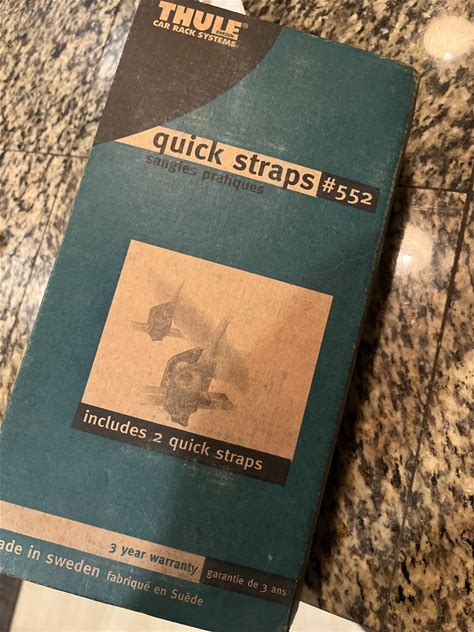 THULE
SWEDEN
CAR RACK SYSTEMS
quick straps #552
sangles pratiques
includes 2 quick straps
3 year warranty garantie de 3 ans
ade in sweden fabriqué en Suède